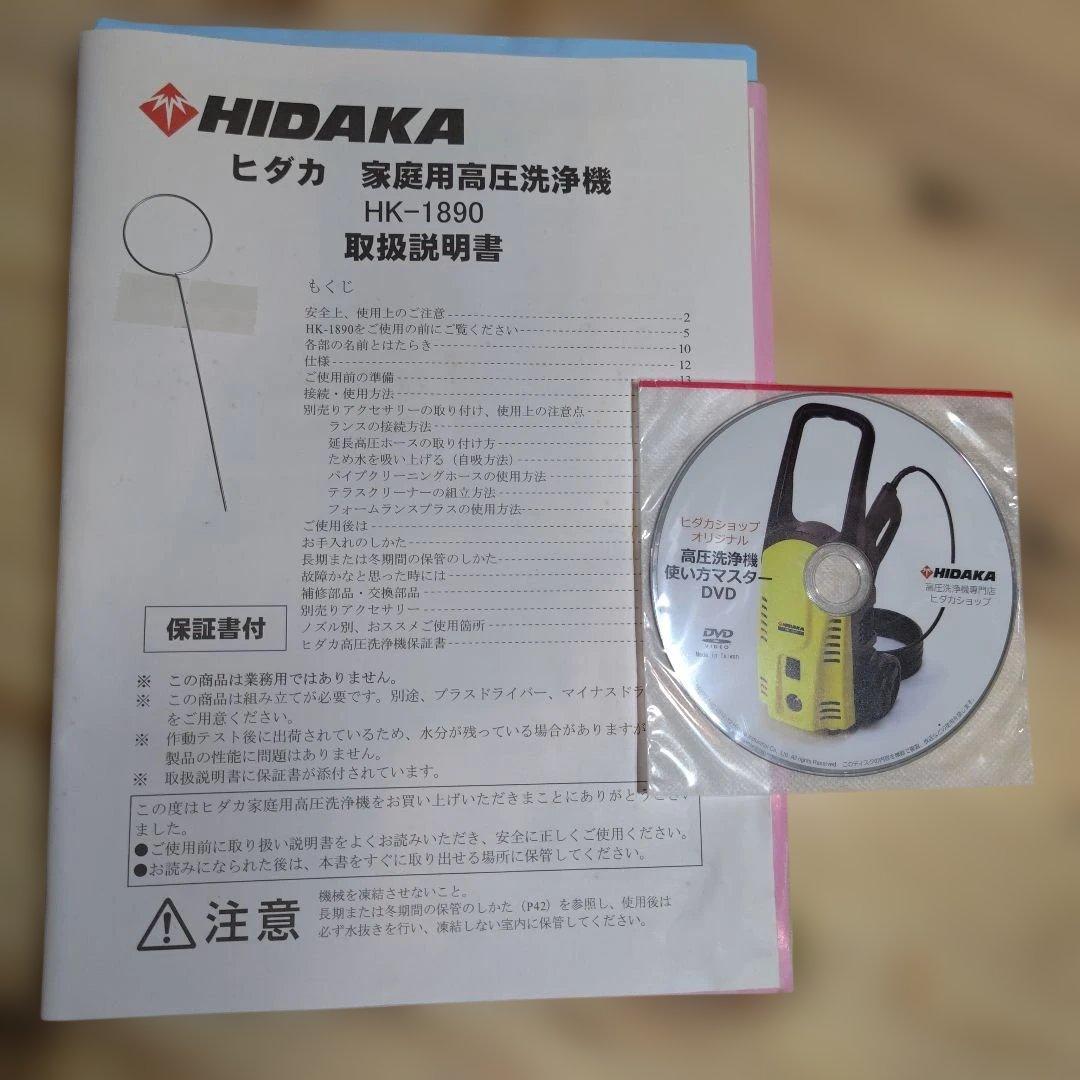 HIDAKA
ヒダカ 家庭用高圧洗浄機
HK-1890
取扱説明書
もくじ
安全上、使用上のご注意 2
HK-1890をご使用の前にご覧ください 5
各部の名前とはたらき 10
仕様 12
ご使用前の準備 13
接続・使用方法
別売りアクセサリーの取り付け、使用上の注意点
ランスの接続方法
延長高圧ホースの取り付け方
ため水を吸い上げる（自吸方法）
パイプクリーニングホースの使用方法
テラスクリーナーの組立方法
フォームランスプラスの使用方法
ご使用後は
お手入れのしかた
長期または冬期間の保管のしかた
故障かなと思った時には
補修部品・交換部品
別売りアクセサリー
ノズル別、おススメご使用箇所
ヒダカ高圧洗浄機保証書
保証書付
※ この商品は業務用ではありません。
※ この商品は組み立てが必要です。別途、プラスドライバー、マイナスドラ
をご用意ください。
※ 作動テスト後に出荷されているため、水分が残っている場合がありますが
製品の性能に問題はありません。
※ 取扱説明書に保証書が添付されています。
この度はヒダカ家庭用高圧洗浄機をお買い上げいただきまことにありがとうござい
ました。
●ご使用前に取り扱い説明書をよくお読みいただき、安全に正しくご使用ください。
●お読みになられた後は、本書をすぐに取り出せる場所に保管してください。
注意
機械を凍結させないこと。
長期または冬期間の保管のしかた（P42）を参照し、使用後は
必ず水抜きを行い、凍結しない室内に保管してください。
ヒダカショップ
オリジナル
高圧洗浄機
使い方マスター
DVD
DVD
VIDEO
Made in Taiwan
HIDAKA
高圧洗浄機専門店
ヒダカショップ
HIDAKA
Co., Ltd. All rights Reserved.